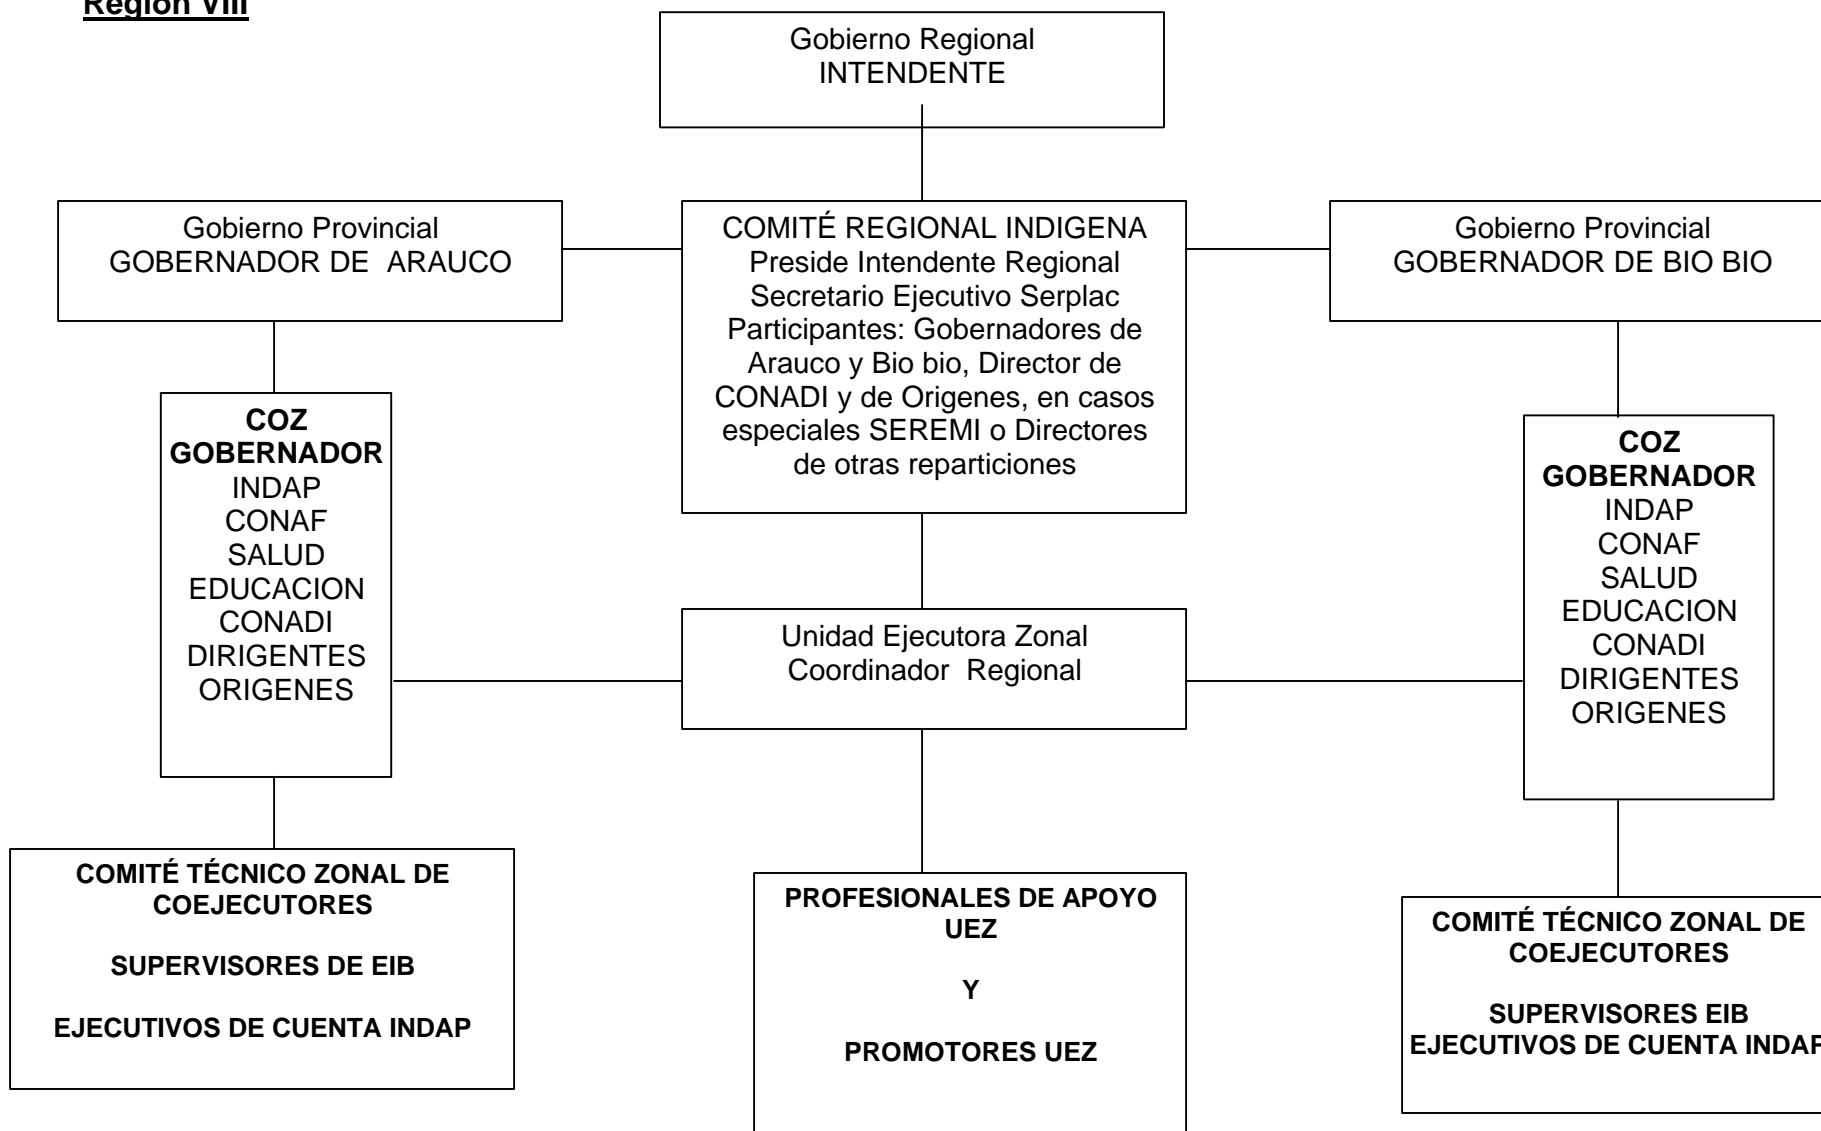 Región VIII
Gobierno Regional
INTENDENTE
Gobierno Provincial
GOBERNADOR DE ARAUCO
COMITÉ REGIONAL INDIGENA
Preside Intendente Regional
Secretario Ejecutivo Serplac
Participantes: Gobernadores de
Arauco y Bio bio, Director de
CONADI y de Origenes, en casos
especiales SEREMI o Directores
de otras reparticiones
Gobierno Provincial
GOBERNADOR DE BIO BIO
COZ
GOBERNADOR
INDAP
CONAF
SALUD
EDUCACION
CONADI
DIRIGENTES
ORIGENES
Unidad Ejecutora Zonal
Coordinador Regional
COZ
GOBERNADOR
INDAP
CONAF
SALUD
EDUCACION
CONADI
DIRIGENTES
ORIGENES
COMITÉ TÉCNICO ZONAL DE
COEJECUTORES
SUPERVISORES DE EIB
EJECUTIVOS DE CUENTA INDAP
PROFESIONALES DE APOYO
UEZ
Y
PROMOTORES UEZ
COMITÉ TÉCNICO ZONAL DE
COEJECUTORES
SUPERVISORES EIB
EJECUTIVOS DE CUENTA INDAP